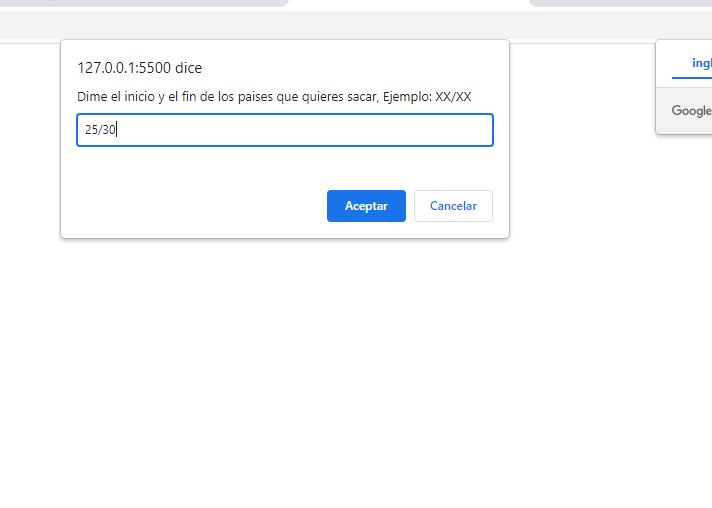 127.0.0.1:5500 dice
Dime el inicio y el fin de los paises que quieres sacar, Ejemplo: XX/XX
25/30
Aceptar
Cancelar
ingl
Google